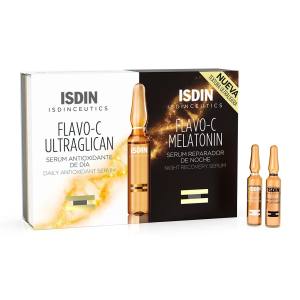 ISDIN
ISDINCEUTICS
FLAVO-C
ULTRAGLICAN
SERUM ANTIOXIDANTE
DE DÍA
DAILY ANTIOXIDANT SERUM
ISDIN
ISDINCEUTICS
FLAVO-C
MELATONIN
SERUM REPARADOR
DE NOCHE
NIGHT RECOVERY SERUM
NUEVA